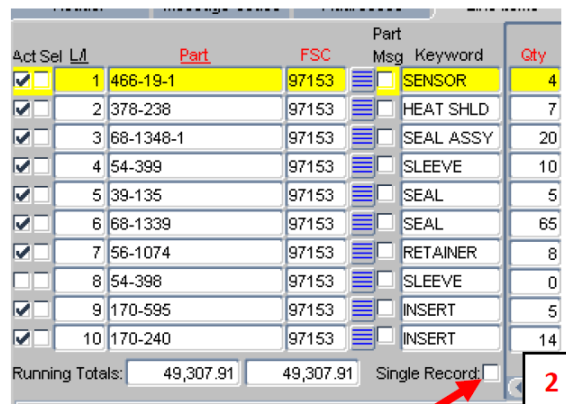 Part
Act Sel L/I Part FSC Msg Keyword Qty
1 466-19-1 97153 SENSOR 4
2 378-238 97153 HEAT SHLD 7
3 68-1348-1 97153 SEAL ASSY 20
4 54-399 97153 SLEEVE 10
5 39-135 97153 SEAL 5
6 68-1339 97153 SEAL 65
7 56-1074 97153 RETAINER 8
8 54-398 97153 SLEEVE 0
9 170-595 97153 INSERT 5
10 170-240 97153 INSERT 14
Running Totals: 49,307.91 49,307.91 Single Record:
2